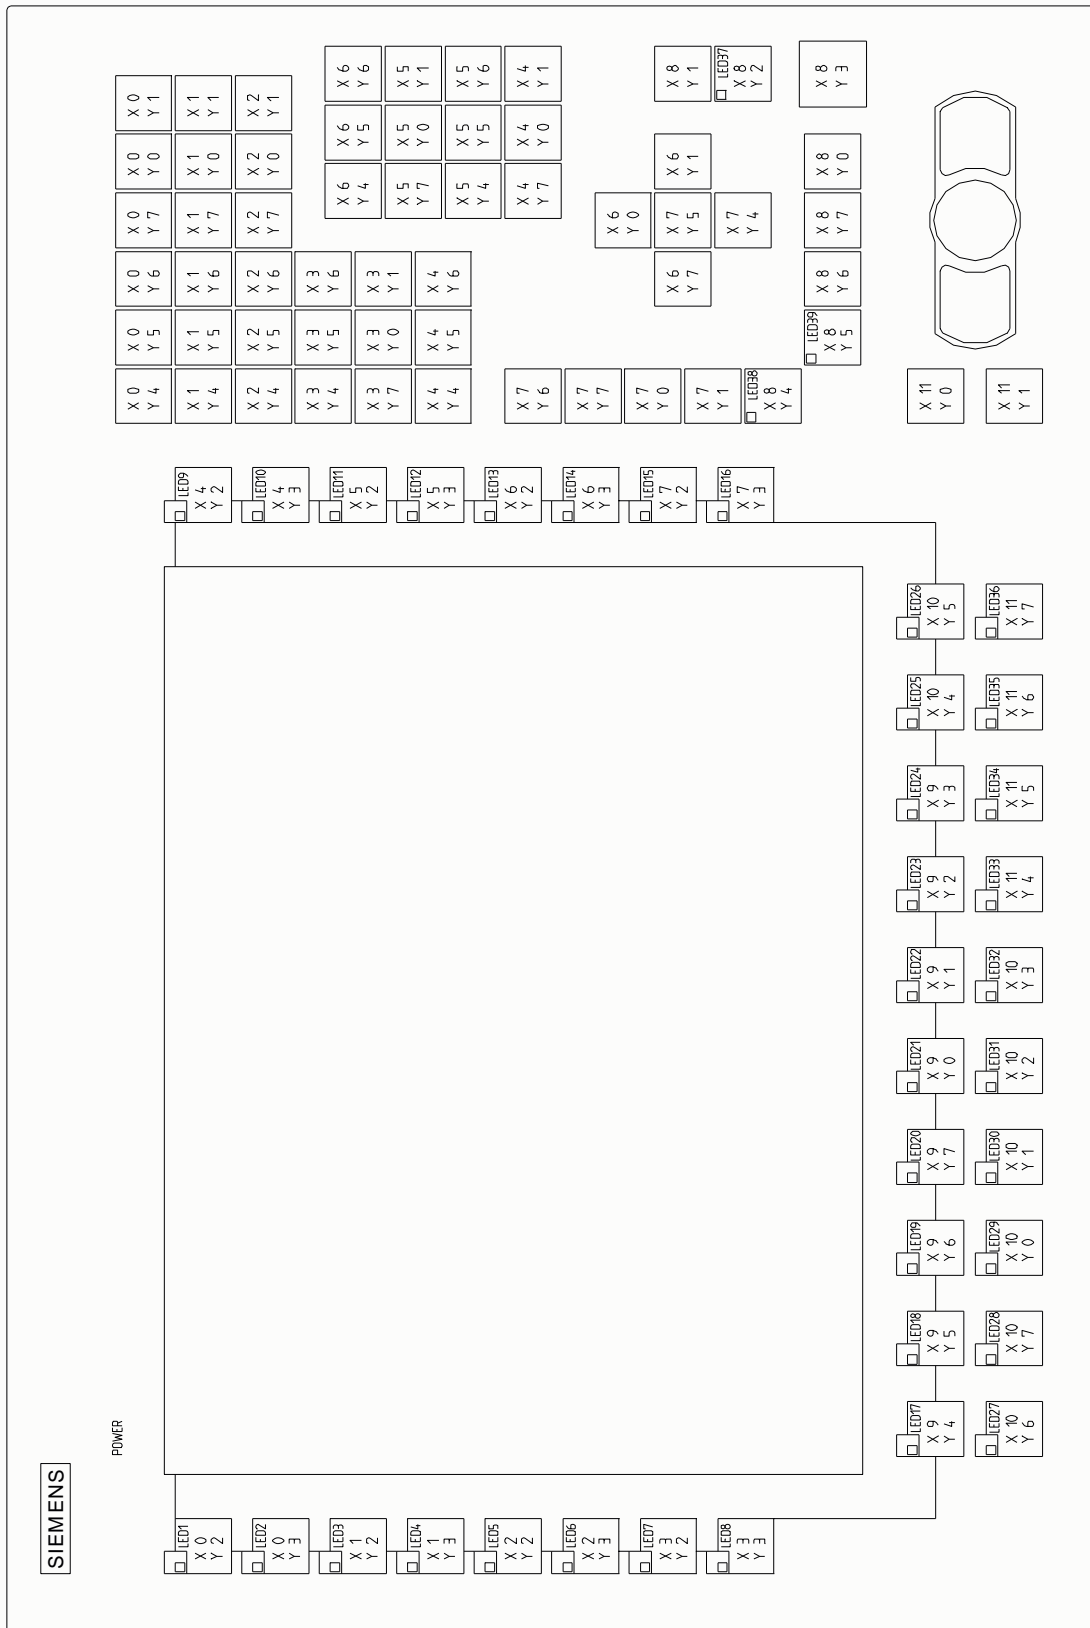 SIEMENS
POWER
X 0
Y 4
X 0
Y 5
X 0
Y 6
X 0
Y 7
X 0
Y 0
X 0
Y 1
LED1
X 0
Y 2
LED9
X 4
Y 2
X 1
Y 4
X 1
Y 5
X 1
Y 6
X 1
Y 7
X 1
Y 0
X 1
Y 1
LED2
X 0
Y 3
LED10
X 4
Y 3
X 2
Y 4
X 2
Y 5
X 2
Y 6
X 2
Y 7
X 2
Y 0
X 2
Y 1
X 3
Y 4
X 3
Y 5
X 3
Y 6
LED3
X 1
Y 2
LED11
X 5
Y 2
X 6
Y 4
X 6
Y 5
X 6
Y 6
X 3
Y 7
X 3
Y 0
X 3
Y 1
X 5
Y 7
X 5
Y 0
X 5
Y 1
LED4
X 1
Y 3
LED12
X 5
Y 3
X 4
Y 4
X 4
Y 5
X 4
Y 6
X 5
Y 4
X 5
Y 5
X 5
Y 6
LED5
X 2
Y 2
LED13
X 6
Y 2
X 7
Y 6
X 4
Y 7
X 4
Y 0
X 4
Y 1
LED6
X 2
Y 3
LED14
X 6
Y 3
X 7
Y 7
X 6
Y 0
LED7
X 3
Y 2
LED15
X 7
Y 2
X 7
Y 0
X 6
Y 7
X 7
Y 5
X 6
Y 1
X 8
Y 1
X 7
Y 1
LED8
X 3
Y 3
LED16
X 7
Y 3
X 7
Y 4
LED37
X 8
Y 2
LED38
X 8
Y 4
LED39
X 8
Y 5
X 8
Y 6
X 8
Y 7
X 8
Y 0
X 8
Y 3
LED17
X 9
Y 4
LED18
X 9
Y 5
LED19
X 9
Y 6
LED20
X 9
Y 7
LED21
X 9
Y 0
LED22
X 9
Y 1
LED23
X 9
Y 2
LED24
X 9
Y 3
LED25
X 10
Y 4
LED26
X 10
Y 5
X 11
Y 0
LED27
X 10
Y 6
LED28
X 10
Y 7
LED29
X 10
Y 0
LED30
X 10
Y 1
LED31
X 10
Y 2
LED32
X 10
Y 3
LED33
X 11
Y 4
LED34
X 11
Y 5
LED35
X 11
Y 6
LED36
X 11
Y 7
X 11
Y 1